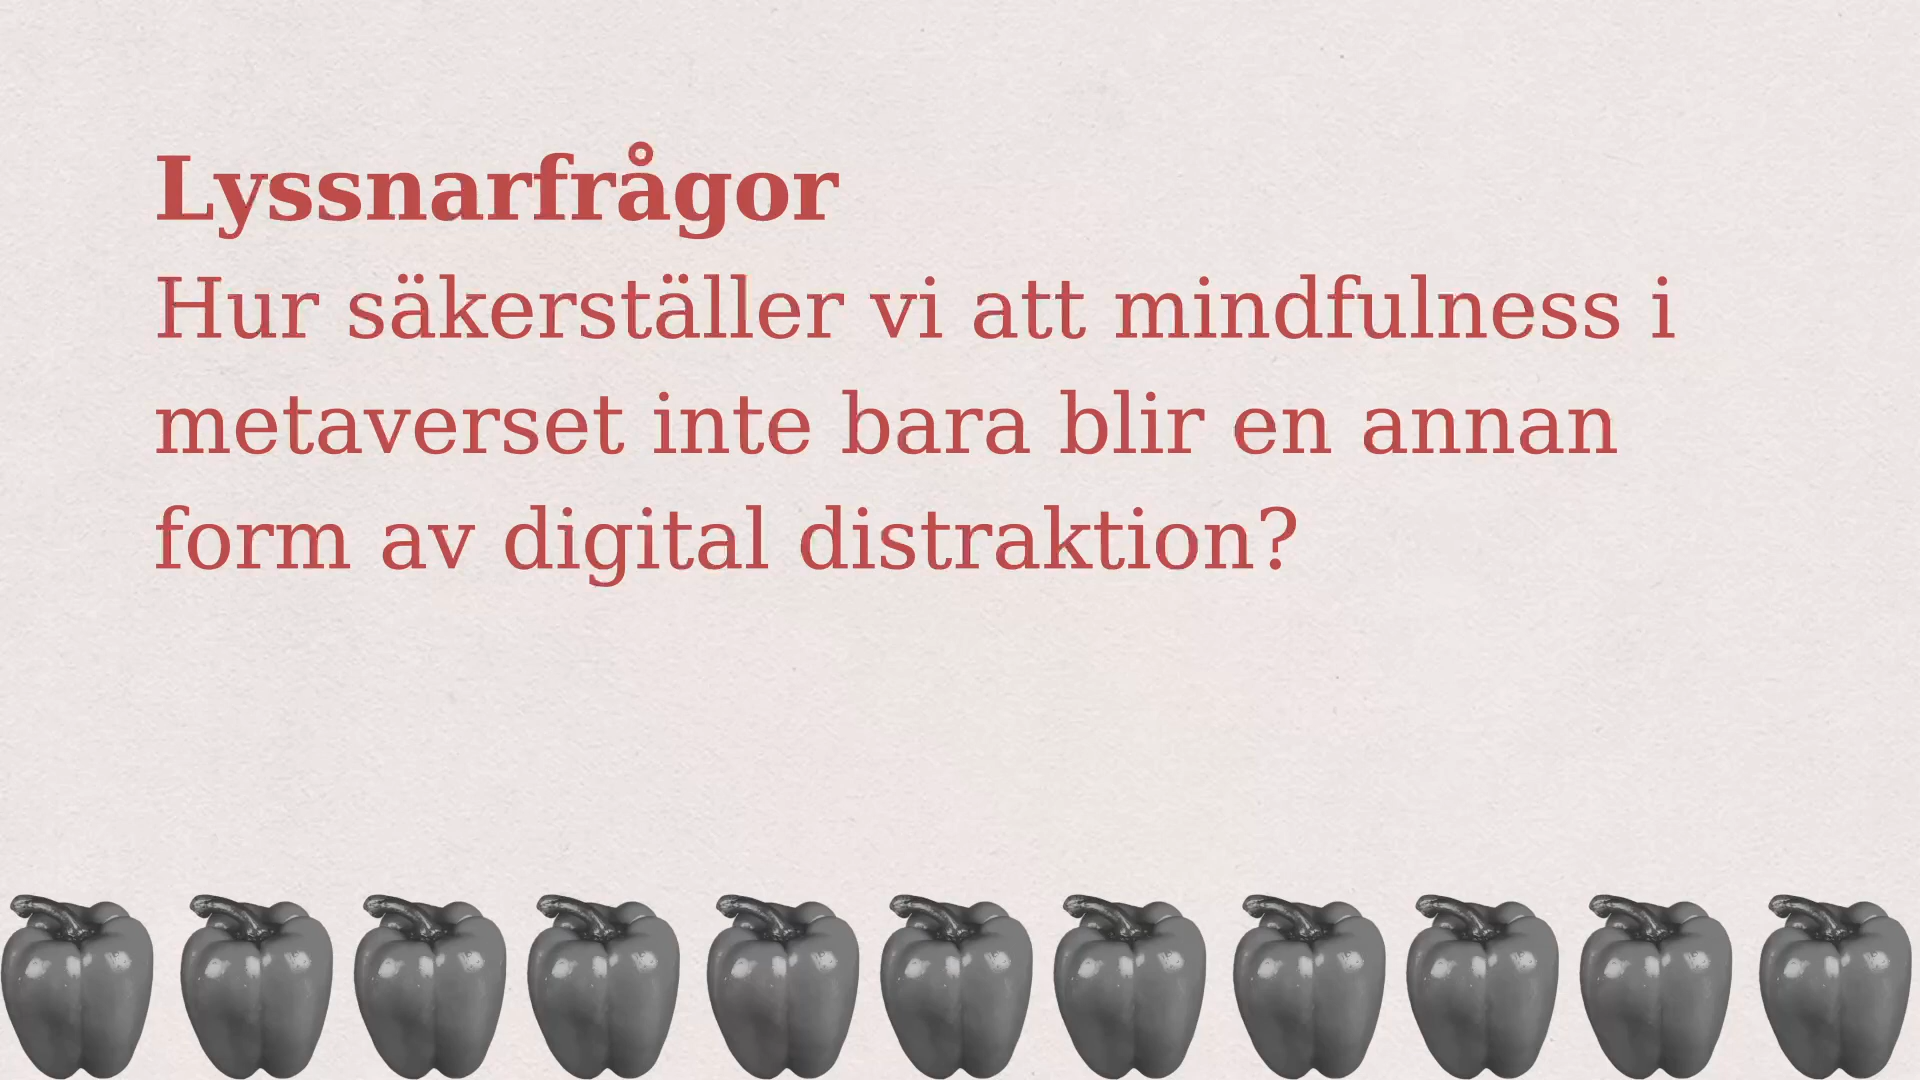 Lyssnarfrågor
Hur säkerställer vi att mindfulness i
metaverset inte bara blir en annan
form av digital distraktion?